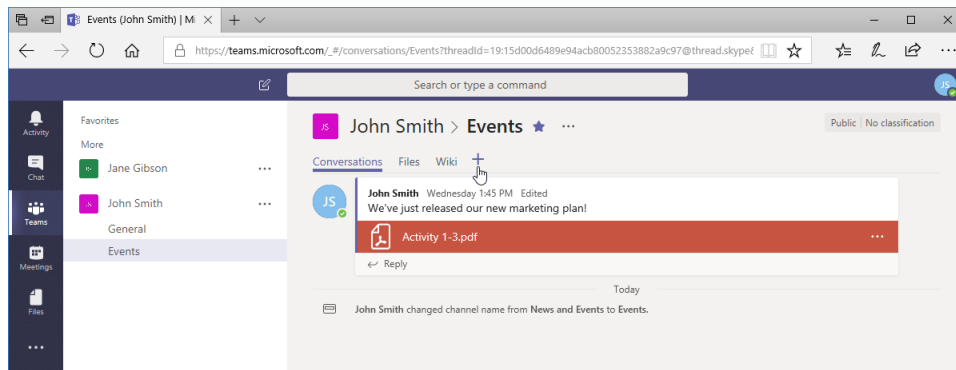 Events (John Smith) | Mi
https://teams.microsoft.com/_#/conversations/Events?threadId=19:15d00d6489e94acb80052353882a9c97@thread.skype
Search or type a command
JS
Activity
Chat
Teams
Meetings
Files
Favorites
More
Jane Gibson
JS
John Smith
General
Events
JS
John Smith > Events
Public | No classification
Conversations Files Wiki
JS
John Smith Wednesday 1:45 PM Edited
We've just released our new marketing plan!
Activity 1-3.pdf
Reply
Today
John Smith changed channel name from News and Events to Events.